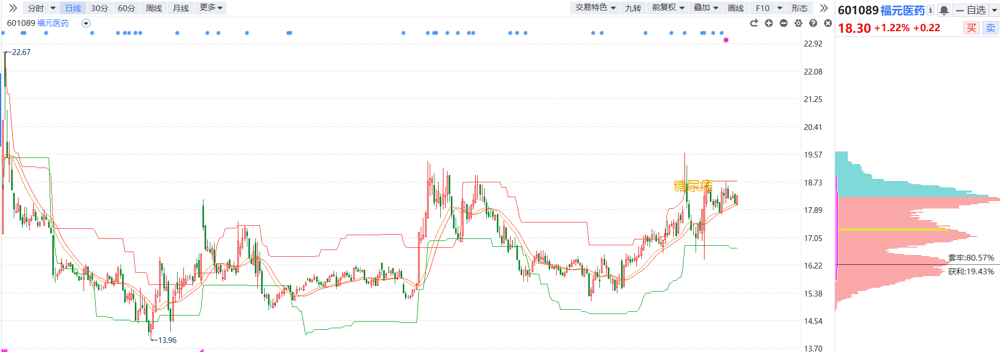 分时 日线 30分 60分 周线 月线 更多 交易特色 九转 前复权 叠加 画线 F10 形态
601089 福元医药
601089 福元医药 自选
18.30 +1.22% +0.22 买 卖
22.92
22.67
22.08
21.25
20.41
19.57
糖尿病
18.73
17.89
17.05
套牢:80.57%
16.22
获利:19.43%
15.38
14.54
13.96
13.70